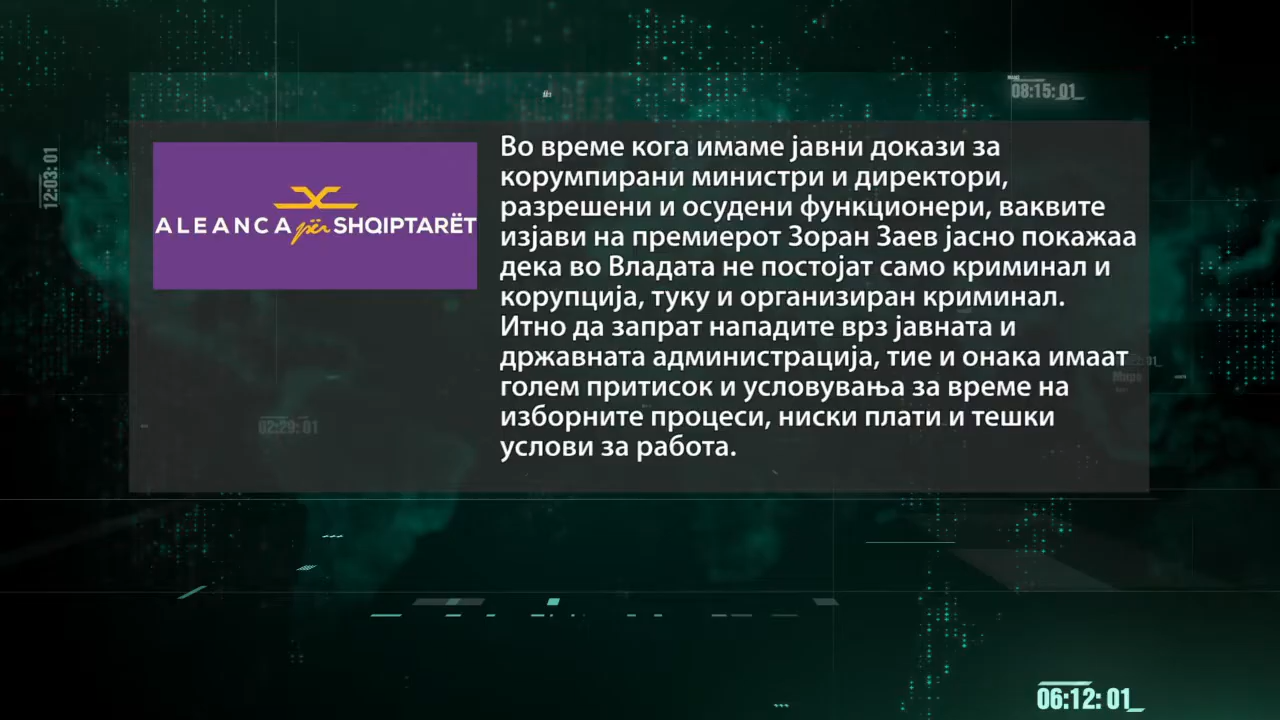 08:15: 01
12:03: 01
ALEANCA për SHQIPTARËT
Во време кога имаме јавни докази за
корумпирани министри и директори,
разрешени и осудени функционери, ваквите
изјави на премиерот Зоран Заев јасно покажаа
дека во Владата не постојат само криминал и
корупција, туку и организиран криминал.
Итно да запрат нападите врз јавната и
државната администрација, тие и онака имаат
голем притисок и условувања за време на
изборните процеси, ниски плати и тешки
услови за работа.
02:29: 01
06:12: 01